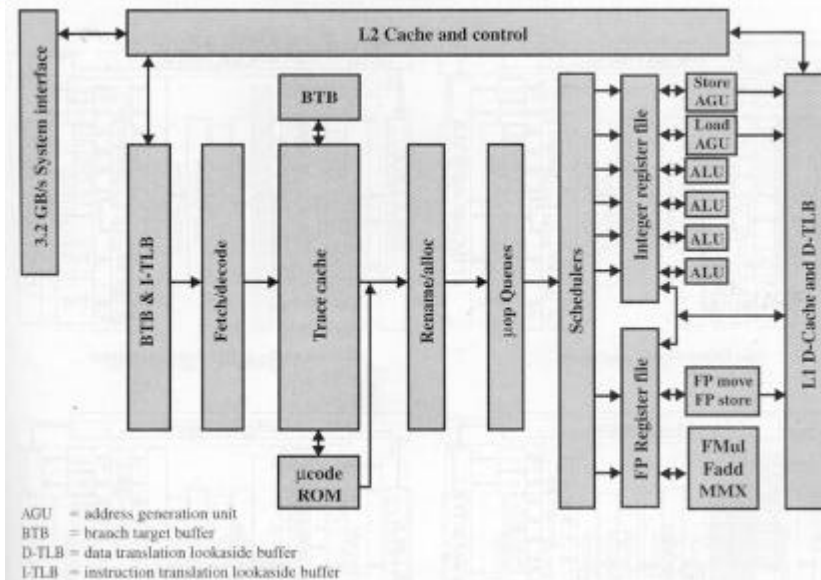 L2 Cache and control
3.2 GB/s System interface
BTB
Store
AGU
Load
AGU
ALU
ALU
ALU
ALU
BTB & I-TLB
Fetch/decode
Trace cache
Rename/alloc
µop Queues
Schedulers
Integer register file
FP Register file
L1 D-Cache and D-TLB
FP move
FP store
FMul
Fadd
MMX
µcode
ROM
AGU = address generation unit
BTB = branch target buffer
D-TLB = data translation lookaside buffer
I-TLB = instruction translation lookaside buffer